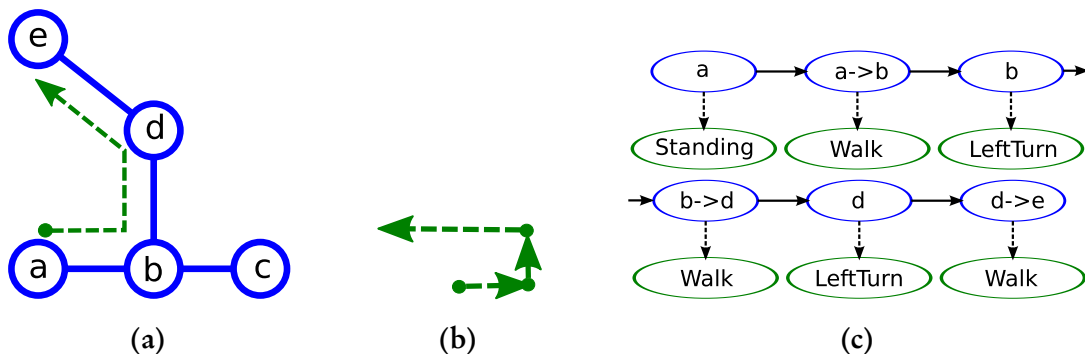 e
d
a b c
(a)
(b)
a a->b b
Standing Walk LeftTurn
b->d d d->e
Walk LeftTurn Walk
(c)